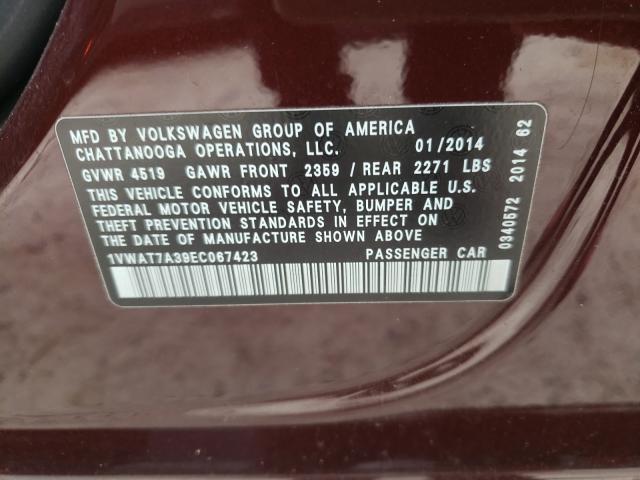 MFD BY VOLKSWAGEN GROUP OF AMERICA
CHATTANOOGA OPERATIONS, LLC. 01/2014
GVWR 4519 GAWR FRONT 2359 / REAR 2271 LBS
THIS VEHICLE CONFORMS TO ALL APPLICABLE U.S.
FEDERAL MOTOR VEHICLE SAFETY, BUMPER AND
THEFT PREVENTION STANDARDS IN EFFECT ON
THE DATE OF MANUFACTURE SHOWN ABOVE
1VWAT7A39EC067423 PASSENGER CAR
0340572 2014 62